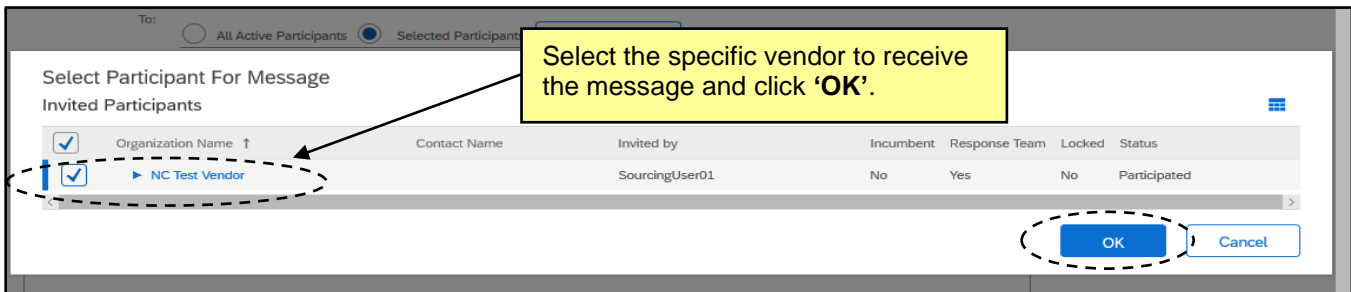 To:
All Active Participants Selected Participants
Select the specific vendor to receive
the message and click ‘OK’.
Select Participant For Message
Invited Participants
Organization Name ↑ Contact Name Invited by Incumbent Response Team Locked Status
► NC Test Vendor SourcingUser01 No Yes No Participated
OK Cancel